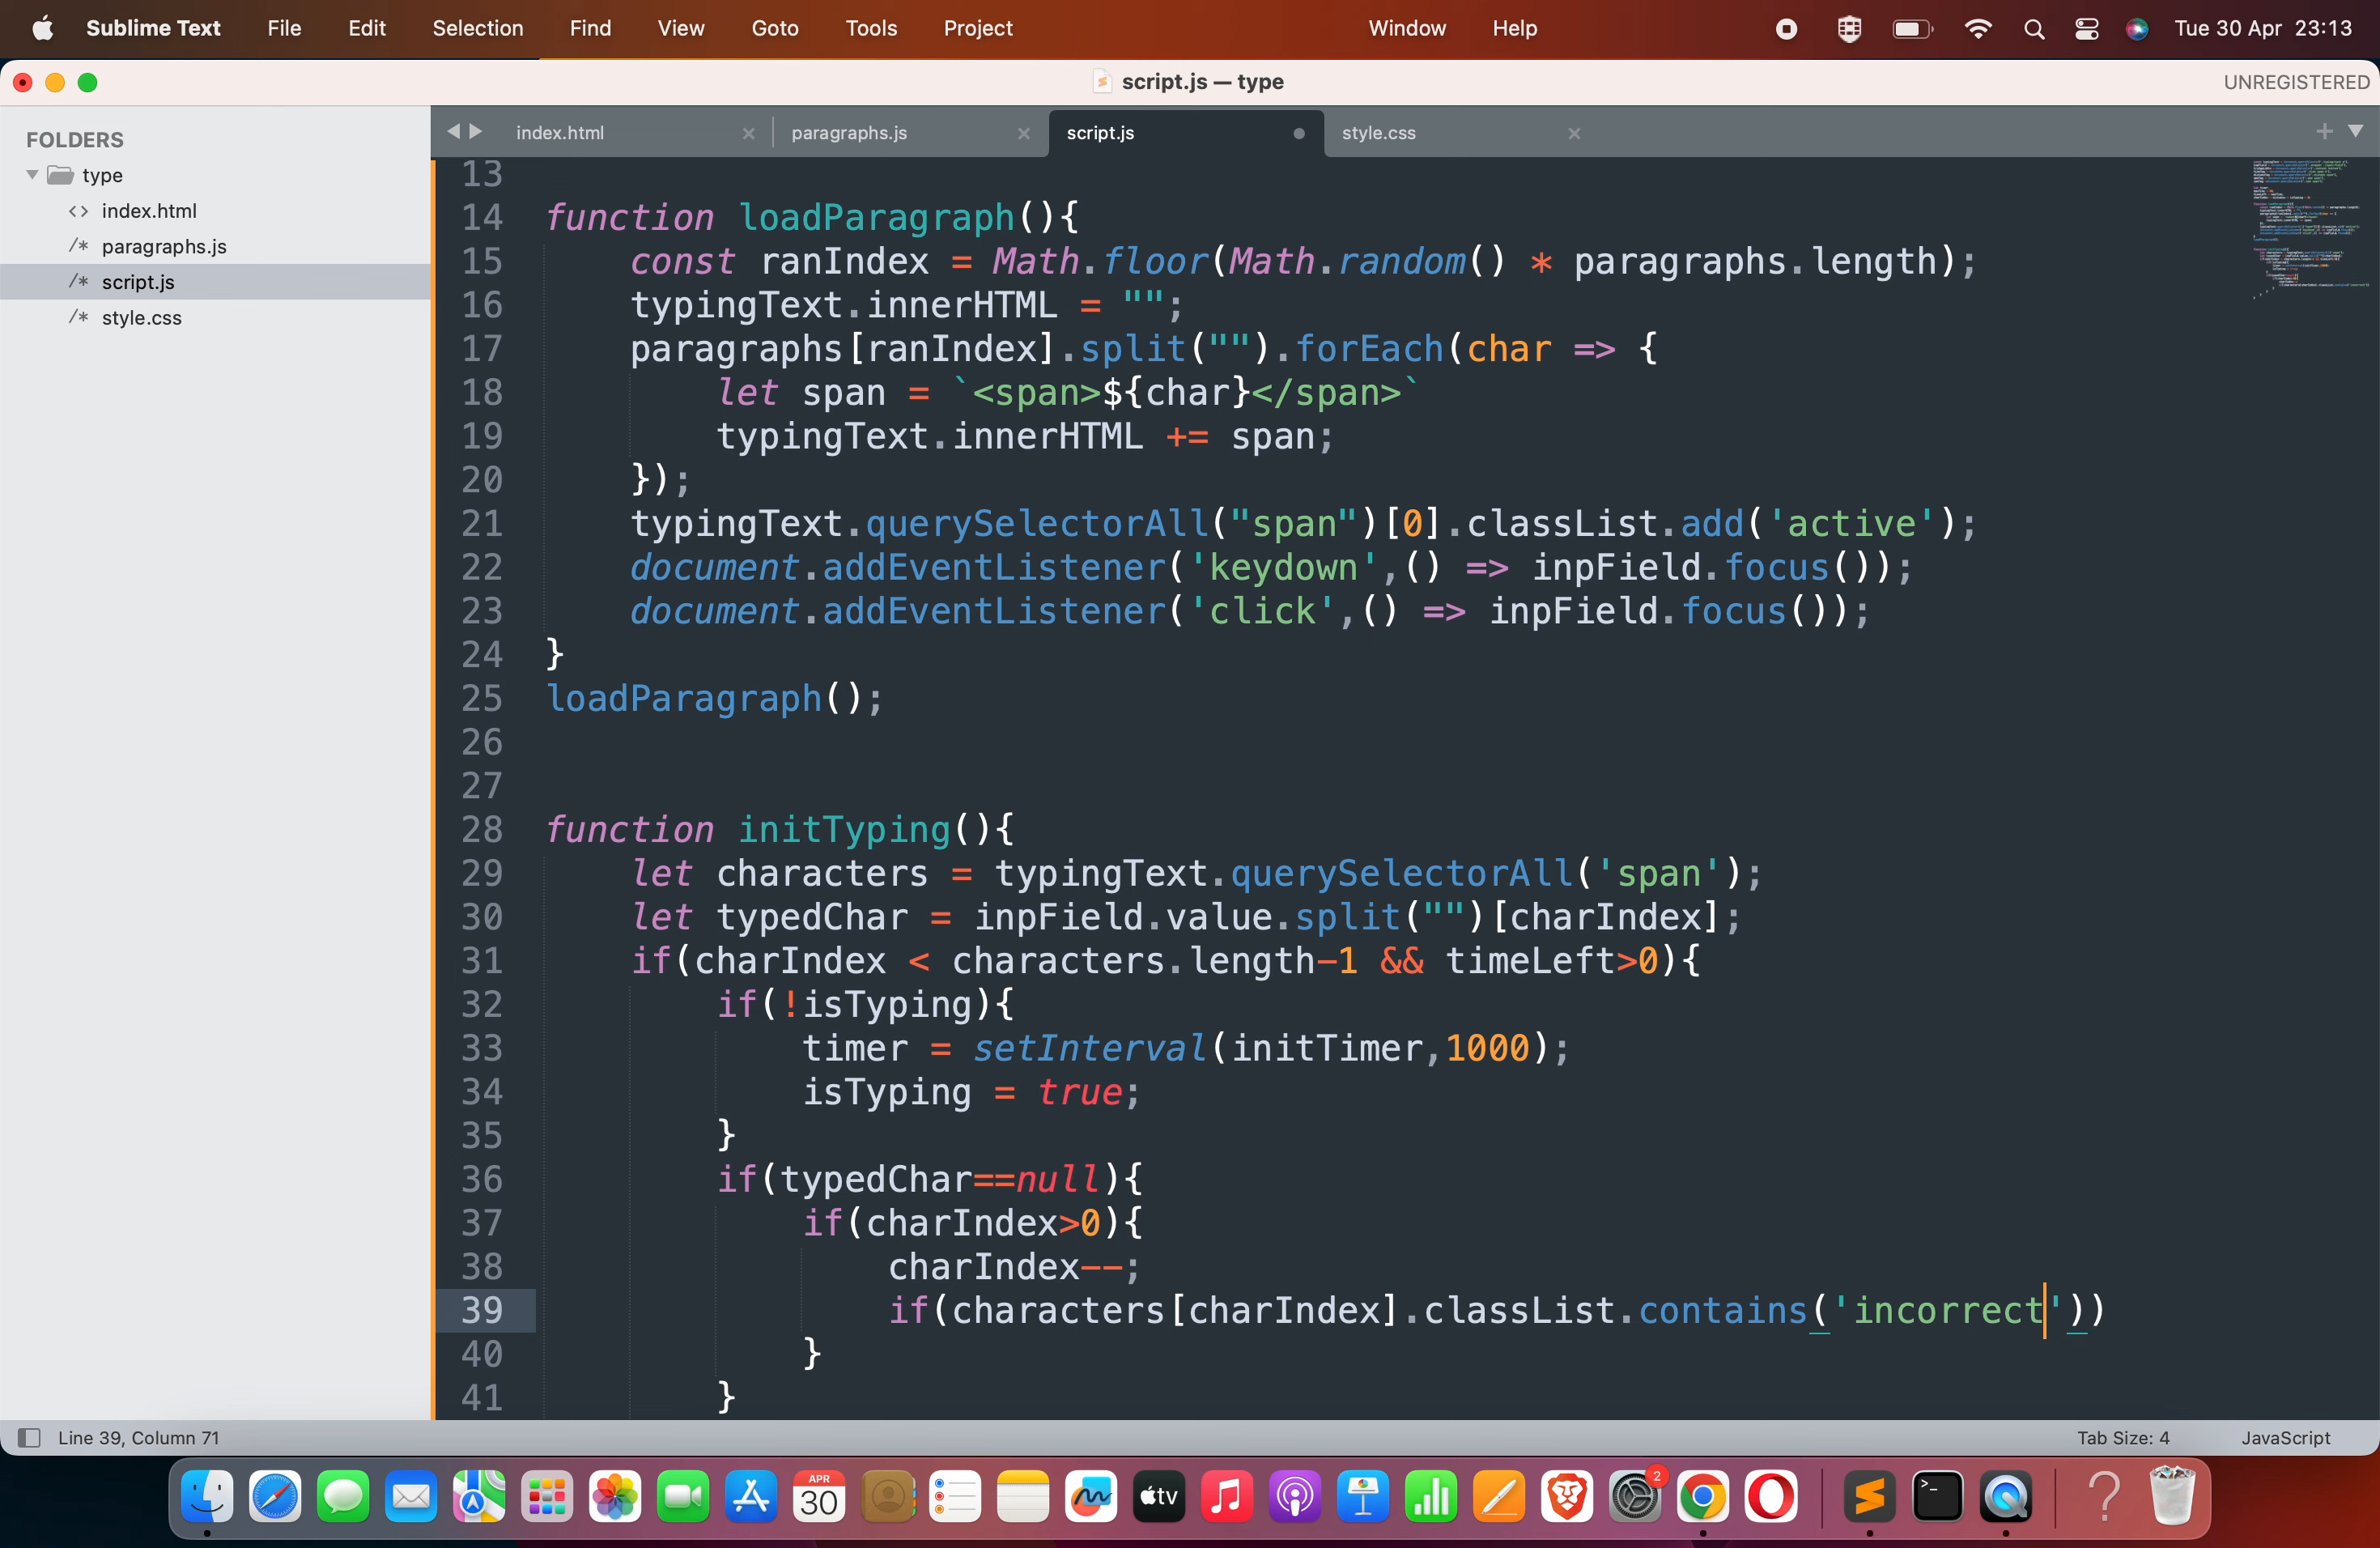 Sublime Text File Edit Selection Find View Goto Tools Project Window Help Tue 30 Apr 23:13
script.js — type UNREGISTERED
FOLDERS
type
index.html
paragraphs.js
script.js
style.css
index.html paragraphs.js script.js style.css
13
14 function loadParagraph(){
15 const ranIndex = Math.floor(Math.random() * paragraphs.length);
16 typingText.innerHTML = "";
17 paragraphs[ranIndex].split("").forEach(char => {
18 let span = `<span>${char}</span>`
19 typingText.innerHTML += span;
20 });
21 typingText.querySelectorAll("span")[0].classList.add('active');
22 document.addEventListener('keydown',() => inpField.focus());
23 document.addEventListener('click',() => inpField.focus());
24 }
25 loadParagraph();
26
27
28 function initTyping(){
29 let characters = typingText.querySelectorAll('span');
30 let typedChar = inpField.value.split("")[charIndex];
31 if(charIndex < characters.length-1 && timeLeft>0){
32 if(!isTyping){
33 timer = setInterval(initTimer,1000);
34 isTyping = true;
35 }
36 if(typedChar==null){
37 if(charIndex>0){
38 charIndex--;
39 if(characters[charIndex].classList.contains('incorrect'))
40 }
41 }
Line 39, Column 71 Tab Size: 4 JavaScript
APR
30
tv
2